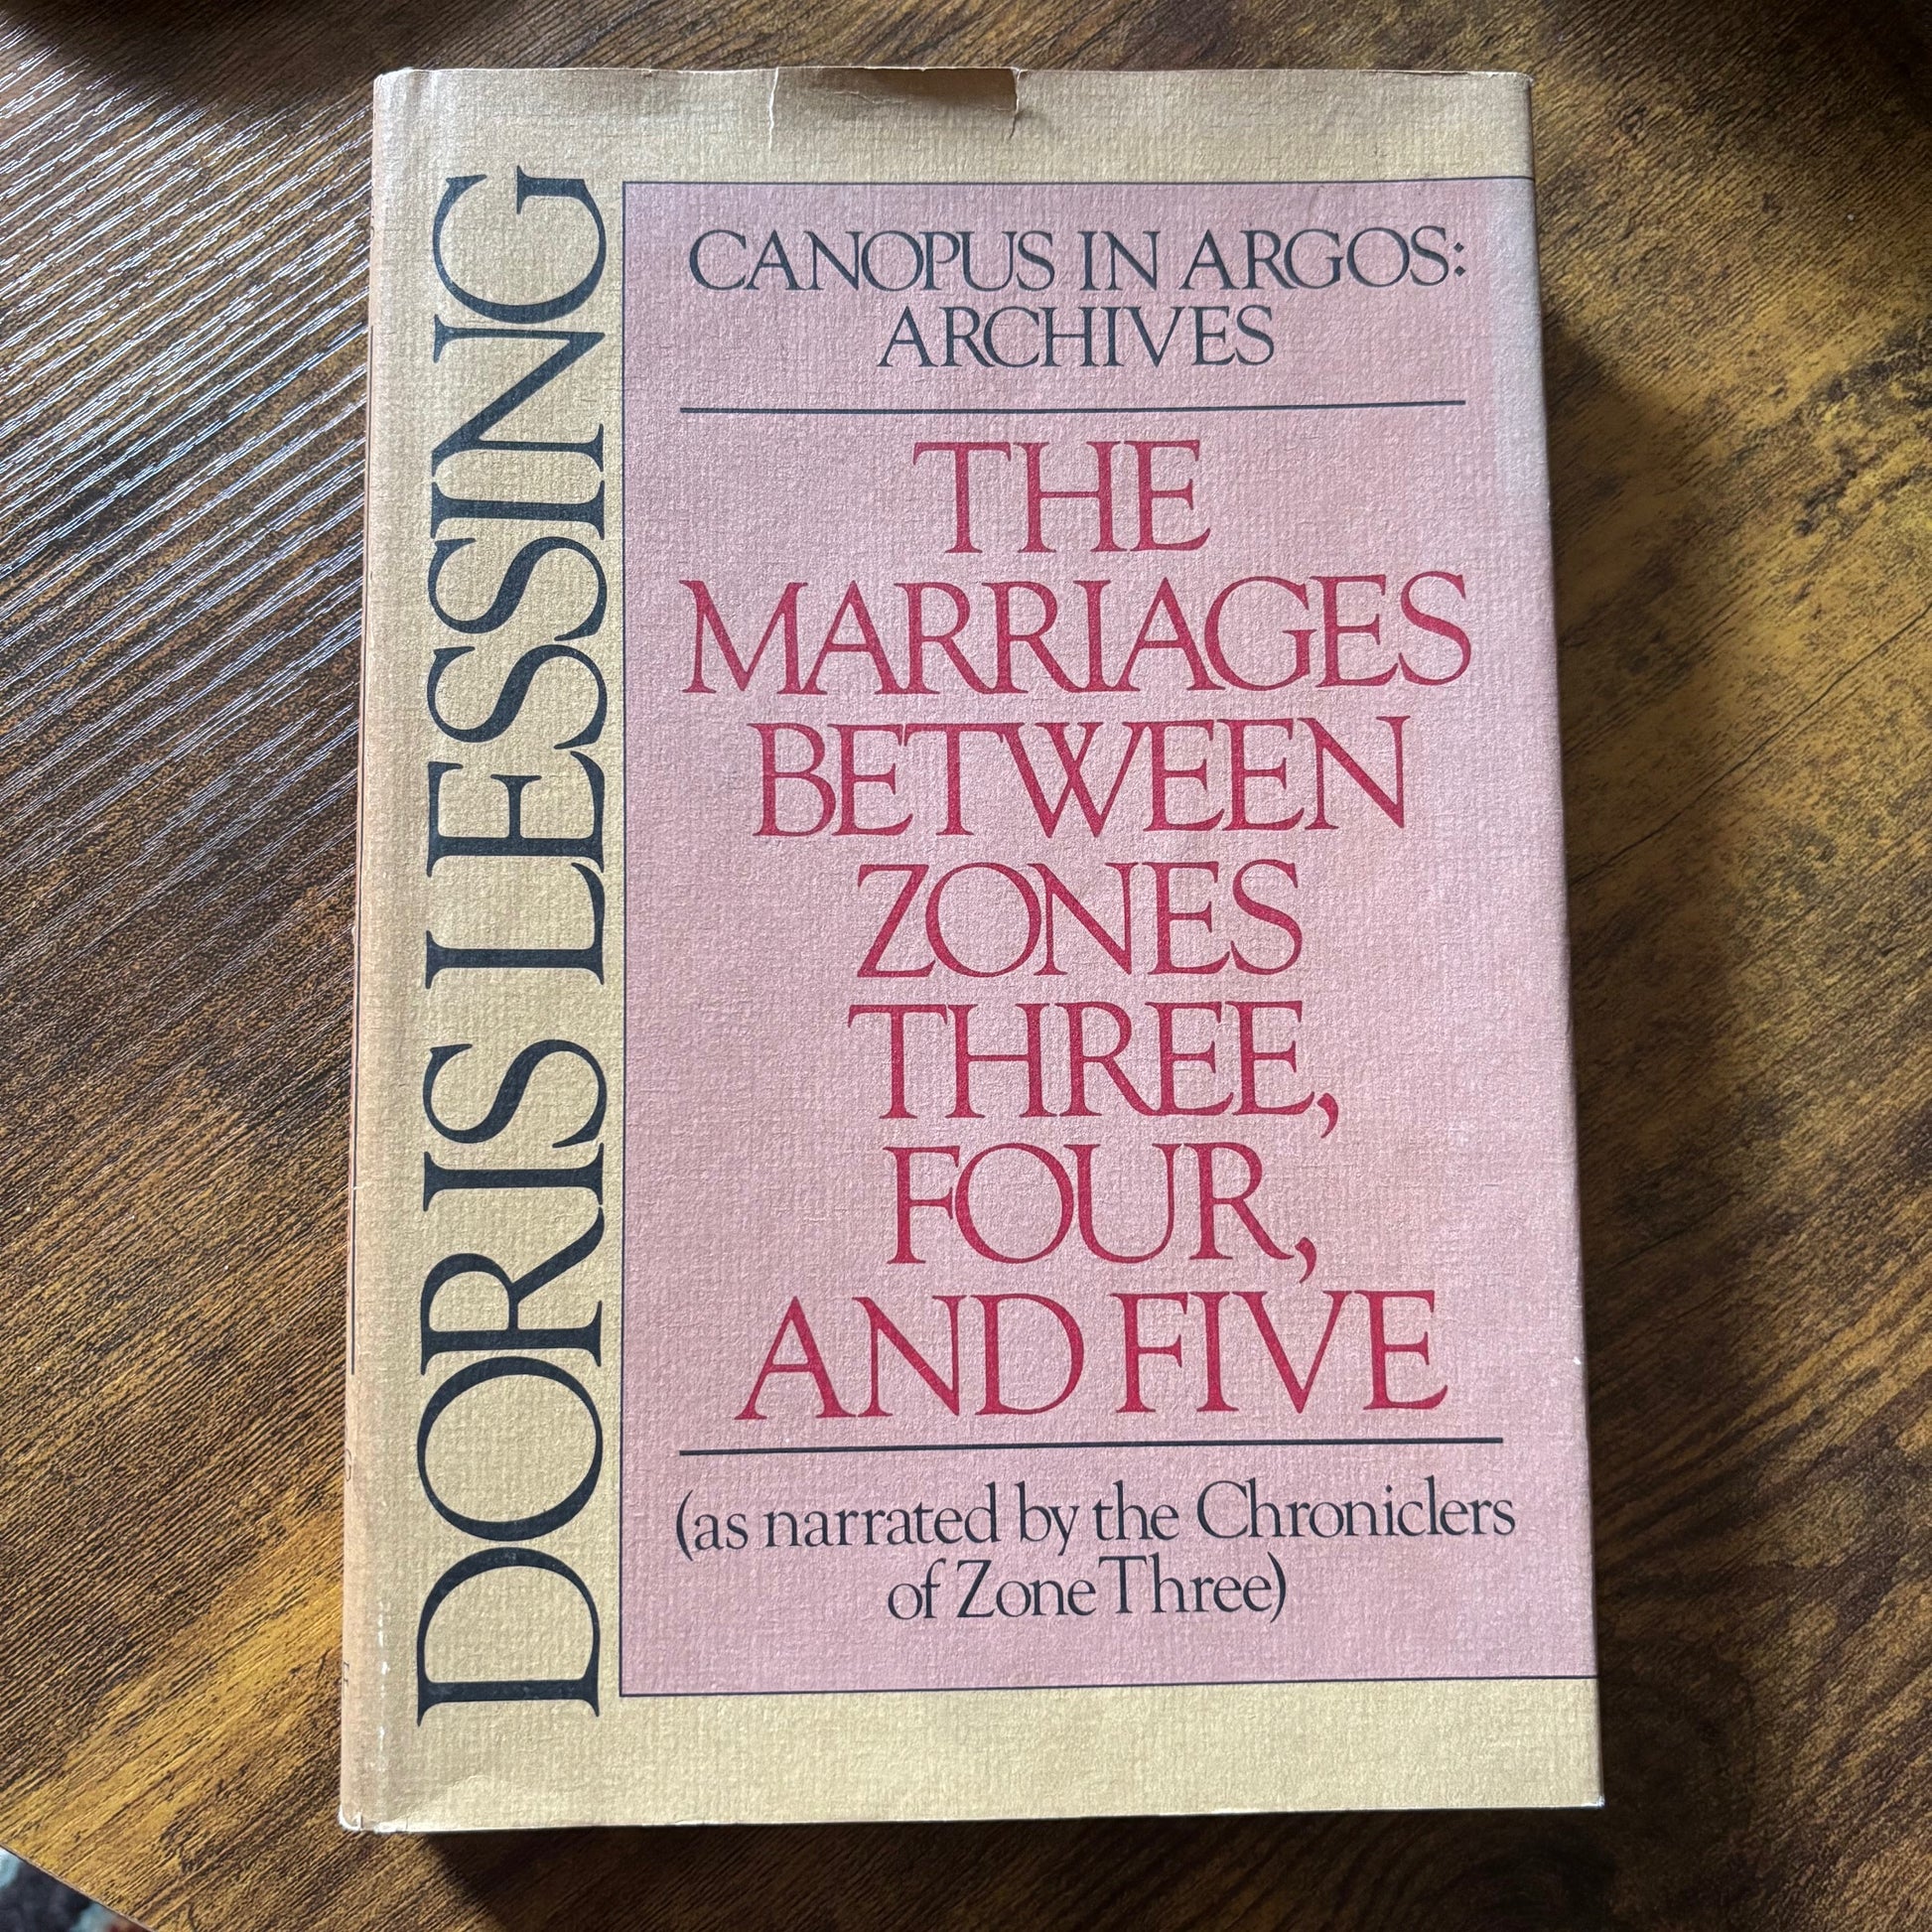 DORIS LESSING
CANOPUS IN ARGOS:
ARCHIVES
THE
MARRIAGES
BETWEEN
ZONES
THREE,
FOUR,
AND FIVE
(as narrated by the Chroniclers
of Zone Three)